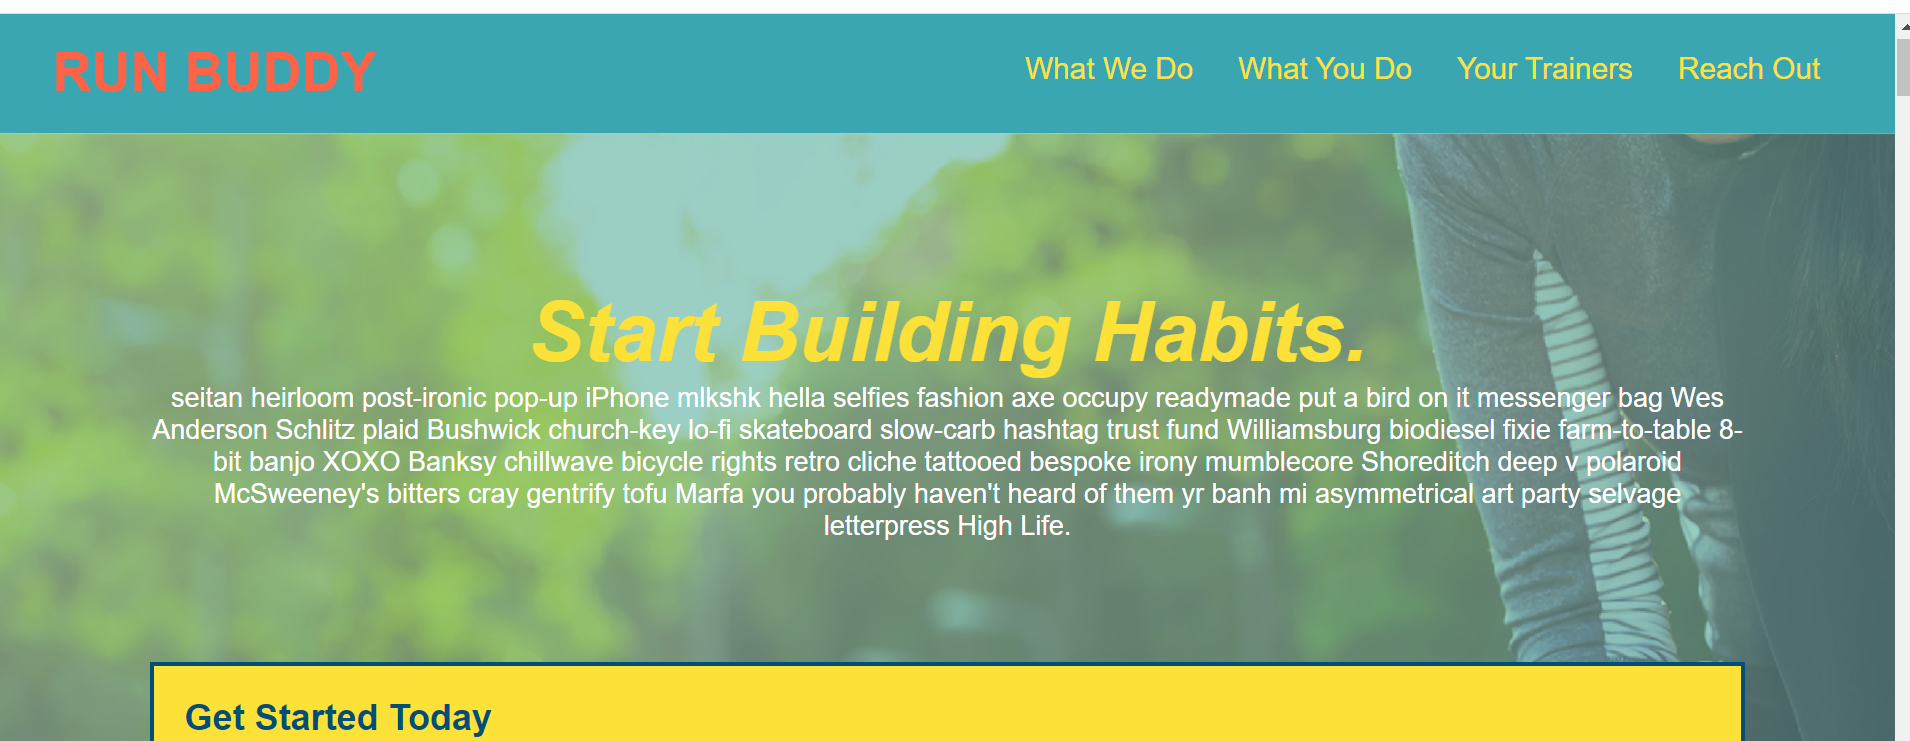 RUN BUDDY
What We Do What You Do Your Trainers Reach Out
Start Building Habits.
seitan heirloom post-ironic pop-up iPhone mlkshk hella selfies fashion axe occupy readymade put a bird on it messenger bag Wes
Anderson Schlitz plaid Bushwick church-key lo-fi skateboard slow-carb hashtag trust fund Williamsburg biodiesel fixie farm-to-table 8-
bit banjo XOXO Banksy chillwave bicycle rights retro cliche tattooed bespoke irony mumblecore Shoreditch deep v polaroid
McSweeney's bitters cray gentrify tofu Marfa you probably haven't heard of them yr banh mi asymmetrical art party selvage
letterpress High Life.
Get Started Today